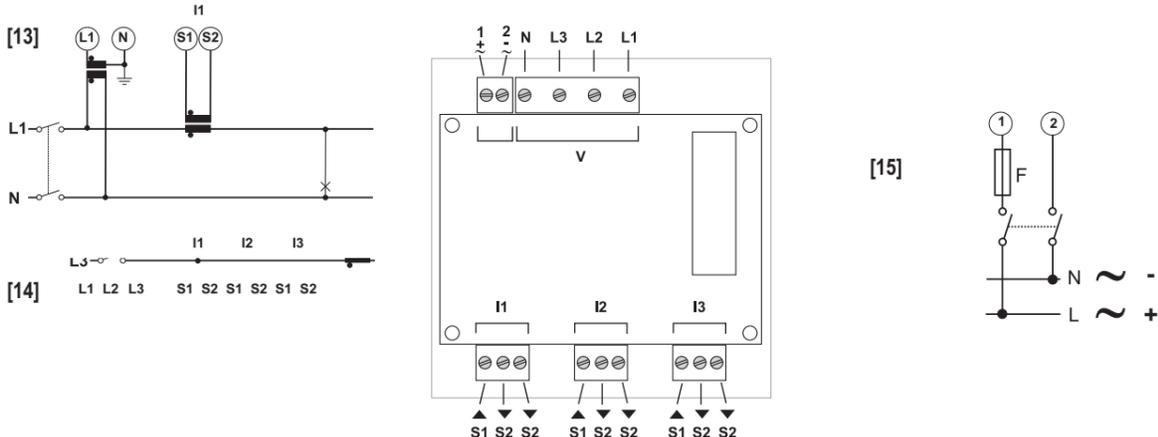 I1
[13]
L1 N S1 S2
L1
N
I1 I2 I3
L3
[14]
L1 L2 L3 S1 S2 S1 S2 S1 S2
1 2 N L3 L2 L1
+ -
~ ~
V
I1 I2 I3
S1 S2 S2 S1 S2 S2 S1 S2 S2
[15]
1 2
F
N ~ -
L ~ +